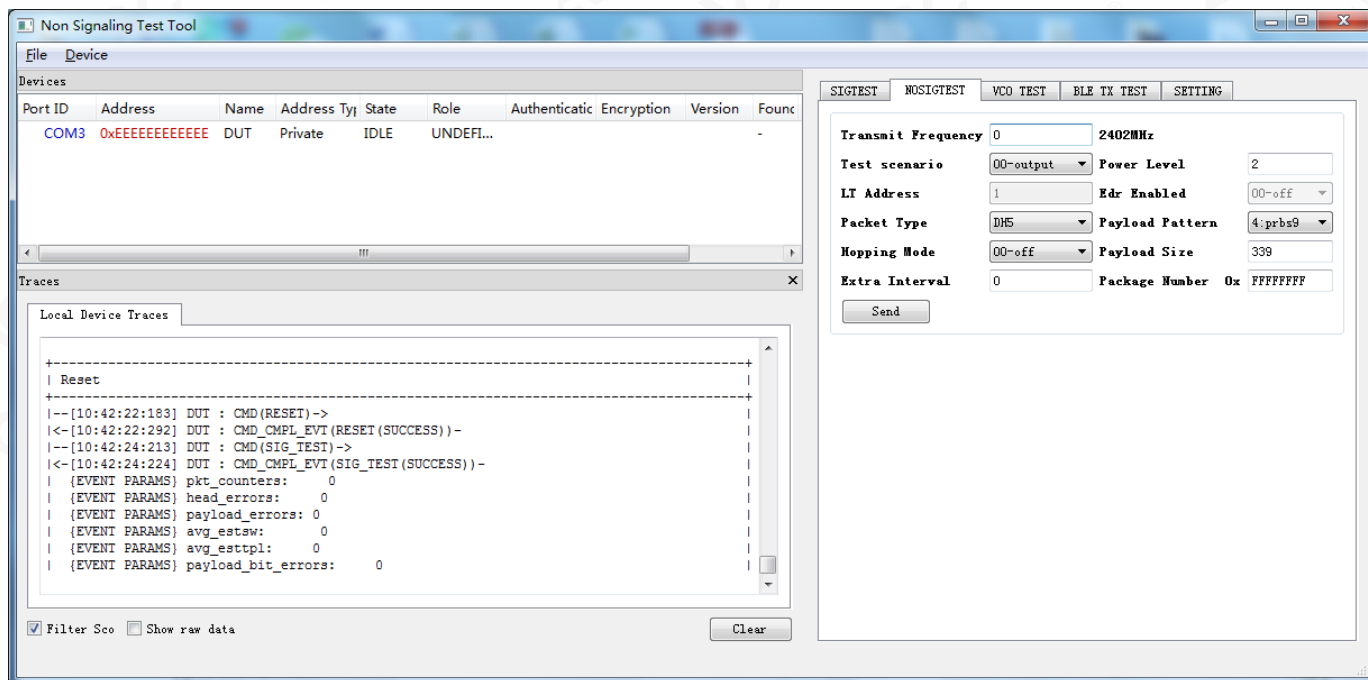 Non Signaling Test Tool
File Device
Devices
Port ID Address Name Address Typ State Role Authenticatic Encryption Version Founc
COM3 0xEEEEEEEEEEEE DUT Private IDLE UNDEFI... -
Traces
Local Device Traces
+---------------------------------------------------------------------------------------+
| Reset |
+---------------------------------------------------------------------------------------+
|--[10:42:22:183] DUT : CMD(RESET)-> |
|<-[10:42:22:292] DUT : CMD_CMPL_EVT(RESET(SUCCESS))- |
|--[10:42:24:213] DUT : CMD(SIG_TEST)-> |
|<-[10:42:24:224] DUT : CMD_CMPL_EVT(SIG_TEST(SUCCESS))- |
| {EVENT PARAMS} pkt_counters: 0 |
| {EVENT PARAMS} head_errors: 0 |
| {EVENT PARAMS} payload_errors: 0 |
| {EVENT PARAMS} avg_estsw: 0 |
| {EVENT PARAMS} avg_esttpl: 0 |
| {EVENT PARAMS} payload_bit_errors: 0 |
Filter Sco Show raw data Clear
SIGTEST NOSIGTEST VCO TEST BLE TX TEST SETTING
Transmit Frequency 0 2402MHz
Test scenario 00-output Power Level 2
LT Address 1 Edr Enabled 00-off
Packet Type DH5 Payload Pattern 4:prbs9
Hopping Mode 00-off Payload Size 339
Extra Interval 0 Package Number 0x FFFFFFFF
Send